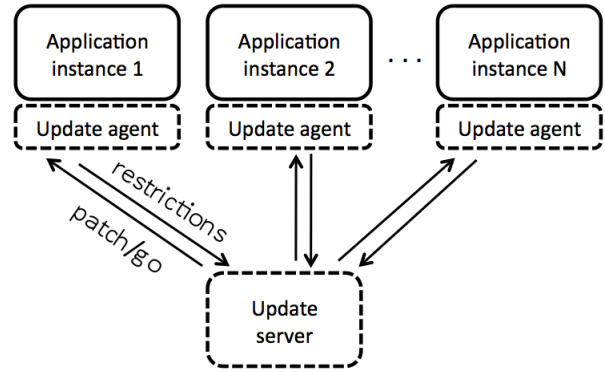 Application
instance 1
Application
instance 2
. . .
Application
instance N
Update agent
Update agent
Update agent
restrictions
patch/go
Update
server